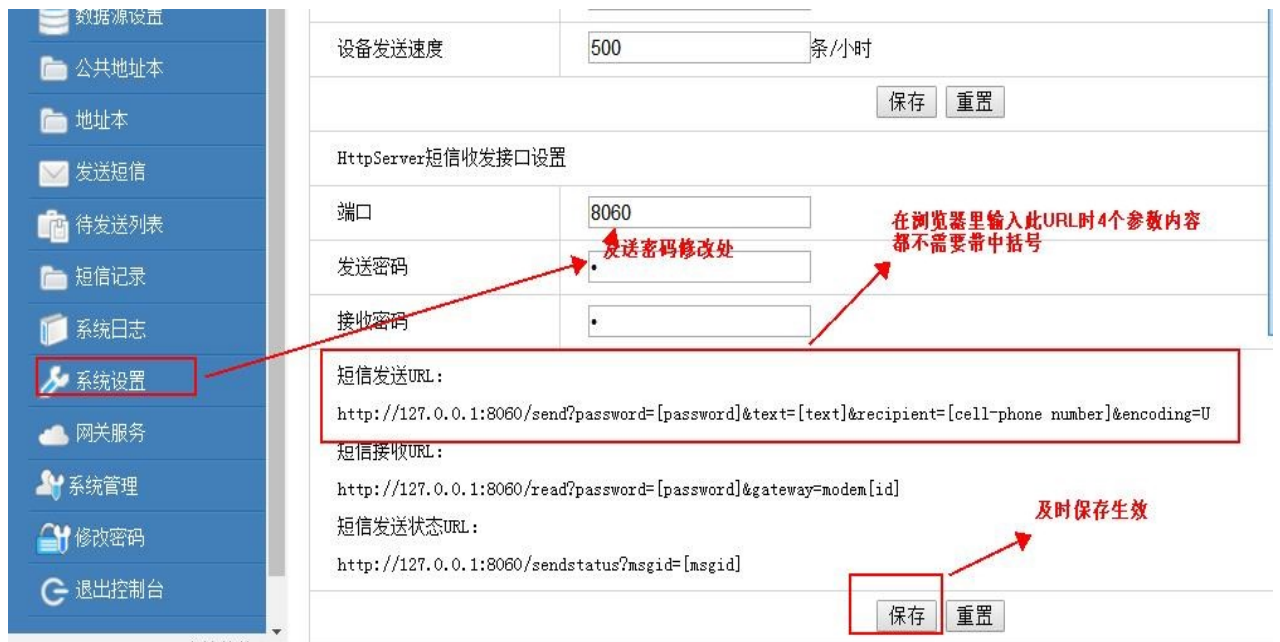 数据源设置
公共地址本
地址本
发送短信
待发送列表
短信记录
系统日志
系统设置
网关服务
系统管理
修改密码
退出控制台
设备发送速度
500
条/小时
保存
重置
HttpServer短信收发接口设置
端口
8060
发送密码修改处
在浏览器里输入此URL时4个参数内容
都不需要带中括号
发送密码
接收密码
短信发送URL:
http://127.0.0.1:8060/send?password=[password]&text=[text]&recipient=[cell-phone number]&encoding=U
短信接收URL:
http://127.0.0.1:8060/read?password=[password]&gateway=modem[id]
短信发送状态URL:
http://127.0.0.1:8060/sendstatus?msgid=[msgid]
及时保存生效
保存
重置